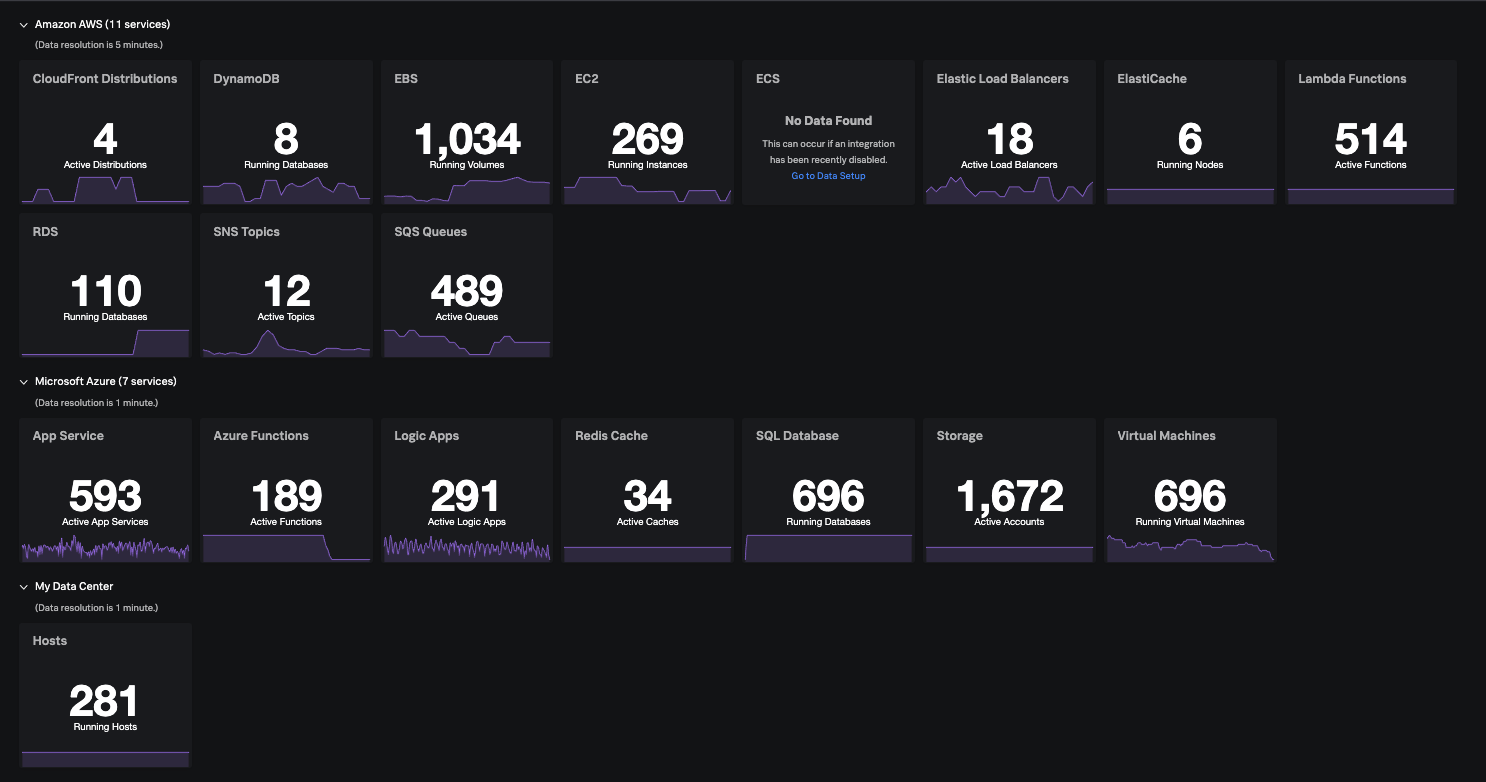 Amazon AWS (11 services)
(Data resolution is 5 minutes.)
CloudFront Distributions
4
Active Distributions
DynamoDB
8
Running Databases
EBS
1,034
Running Volumes
EC2
269
Running Instances
ECS
No Data Found
This can occur if an integration
has been recently disabled.
Go to Data Setup
Elastic Load Balancers
18
Active Load Balancers
ElastiCache
6
Running Nodes
Lambda Functions
514
Active Functions
RDS
110
Running Databases
SNS Topics
12
Active Topics
SQS Queues
489
Active Queues
Microsoft Azure (7 services)
(Data resolution is 1 minute.)
App Service
593
Active App Services
Azure Functions
189
Active Functions
Logic Apps
291
Active Logic Apps
Redis Cache
34
Active Caches
SQL Database
696
Running Databases
Storage
1,672
Active Accounts
Virtual Machines
696
Running Virtual Machines
My Data Center
(Data resolution is 1 minute.)
Hosts
281
Running Hosts